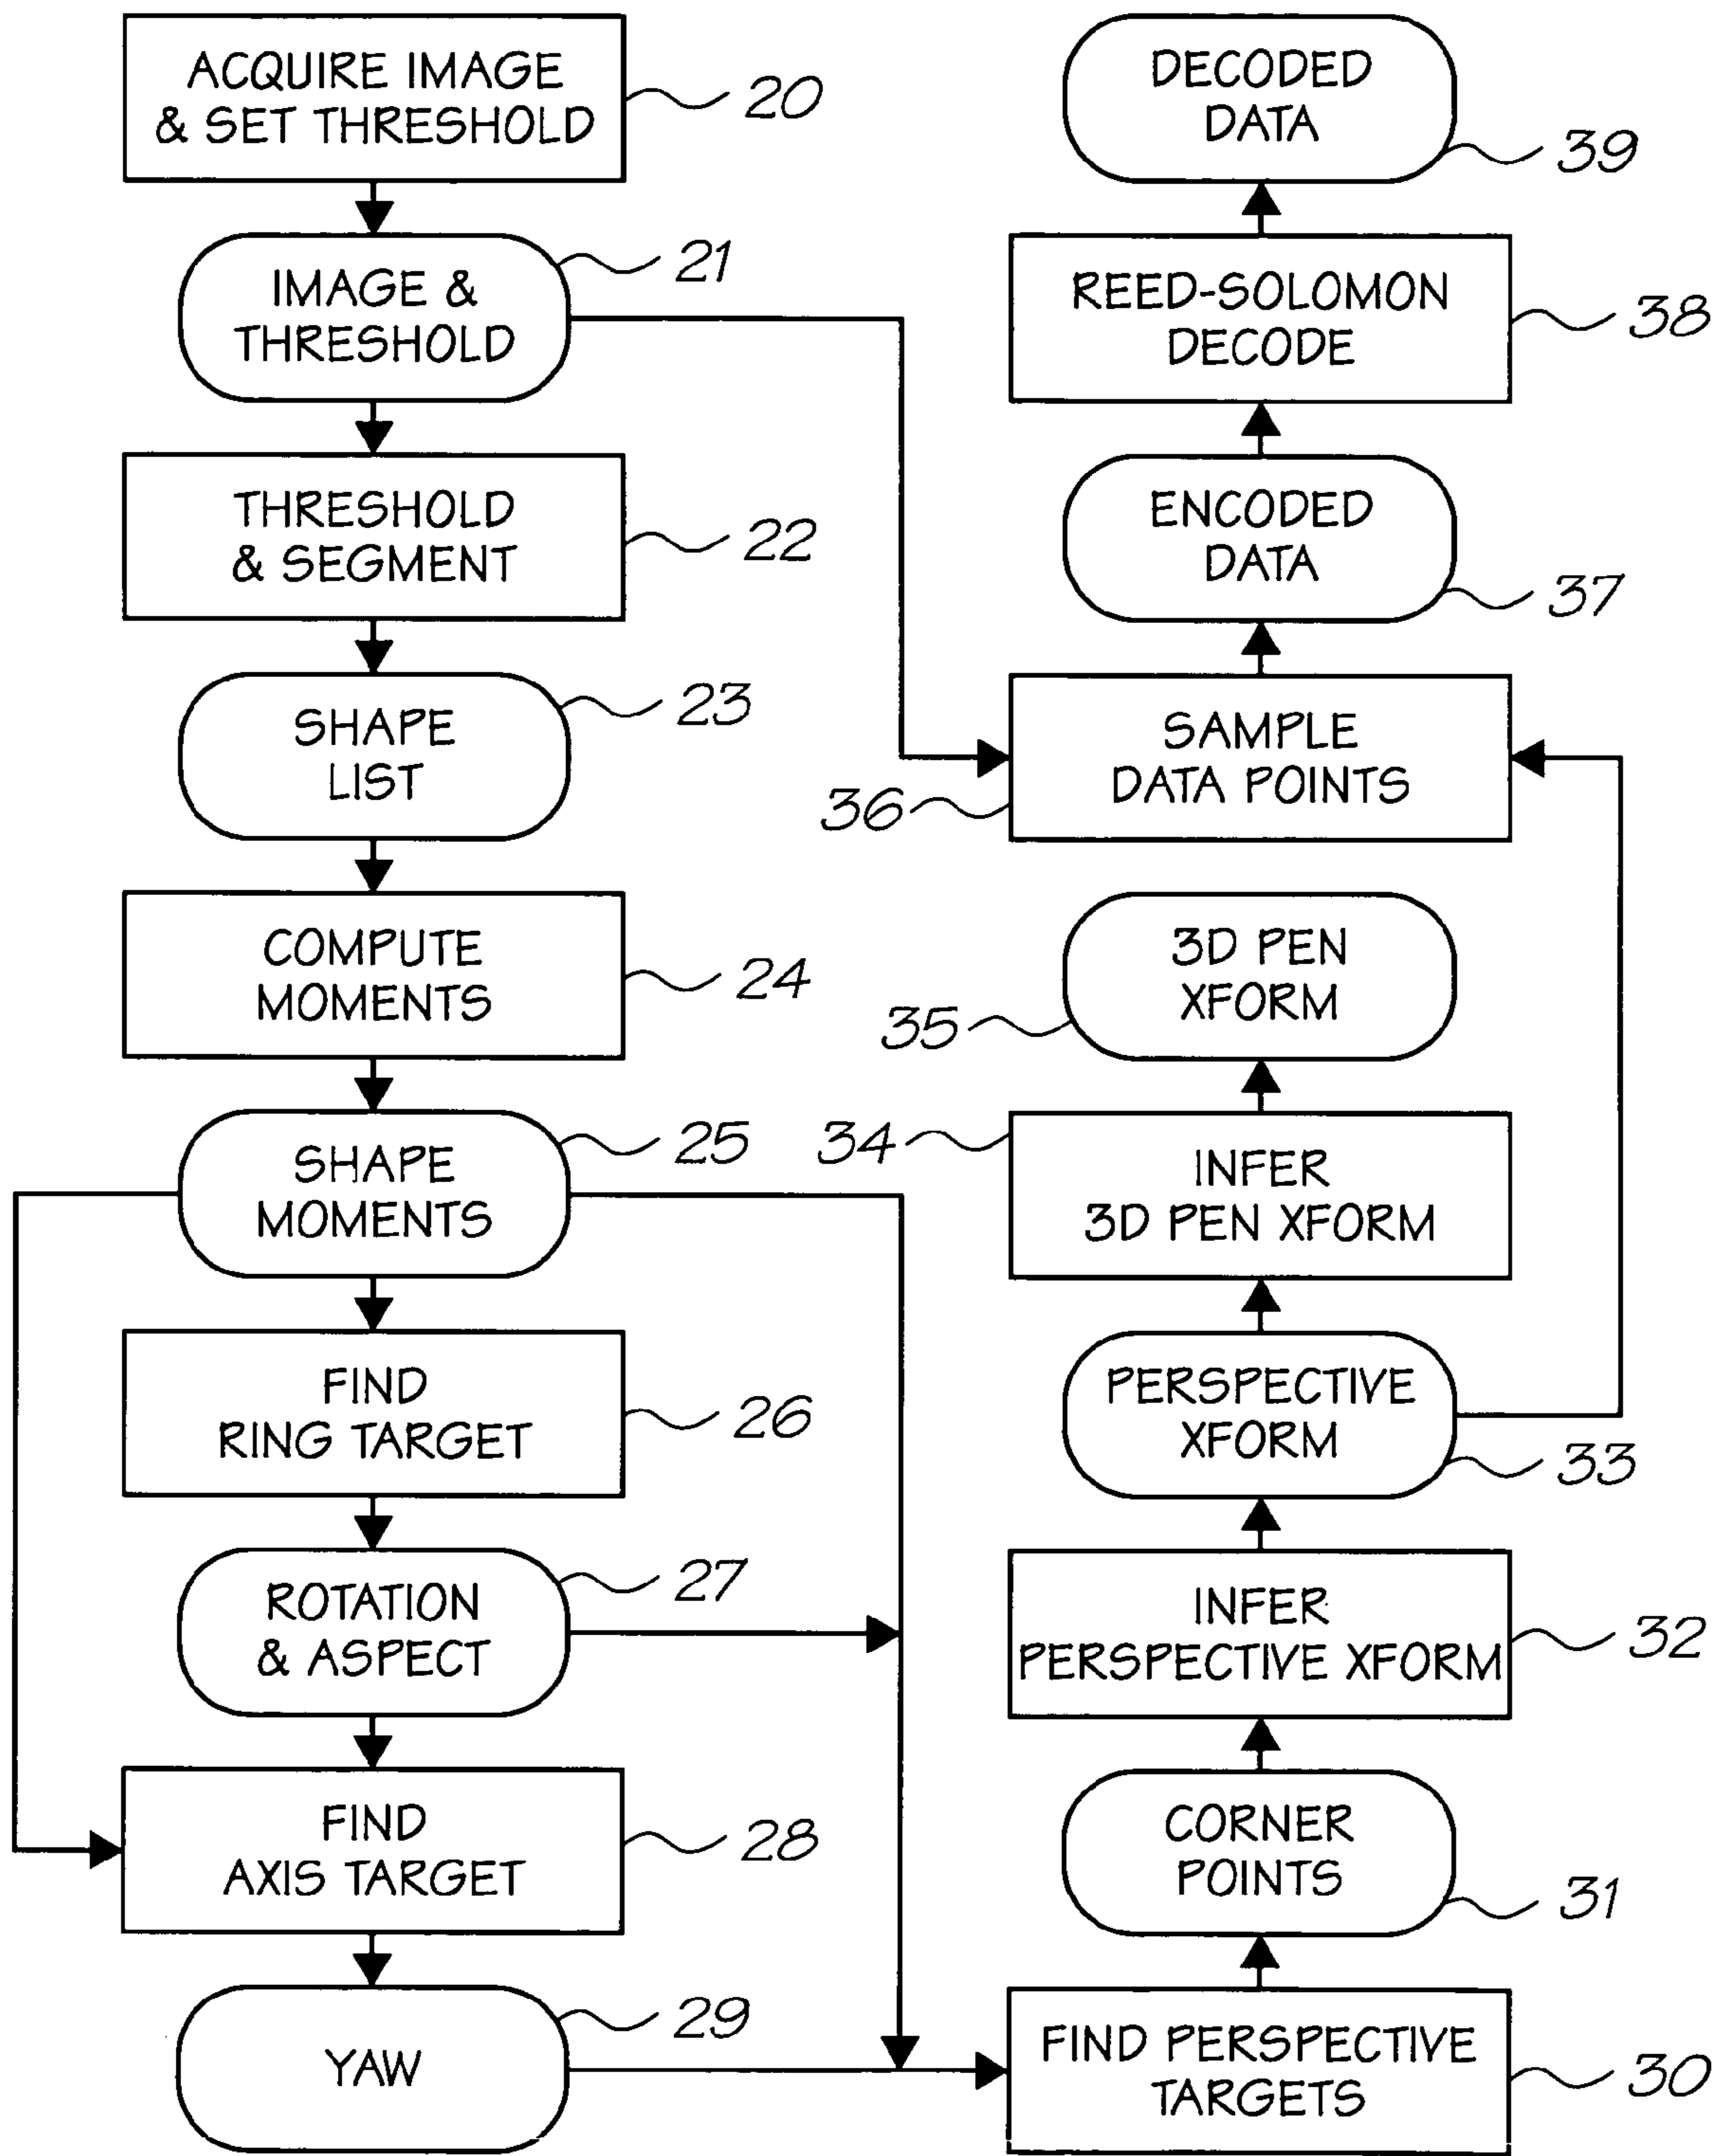 ACQUIRE IMAGE
& SET THRESHOLD
20
IMAGE &
THRESHOLD
21
THRESHOLD
& SEGMENT
22
SHAPE
LIST
23
COMPUTE
MOMENTS
24
SHAPE
MOMENTS
25
FIND
RING TARGET
26
ROTATION
& ASPECT
27
FIND
AXIS TARGET
28
YAW
29
DECODED
DATA
39
REED-SOLOMON
DECODE
38
ENCODED
DATA
37
SAMPLE
DATA POINTS
36
3D PEN
XFORM
35
INFER
3D PEN XFORM
34
PERSPECTIVE
XFORM
33
INFER
PERSPECTIVE XFORM
32
CORNER
POINTS
31
FIND PERSPECTIVE
TARGETS
30